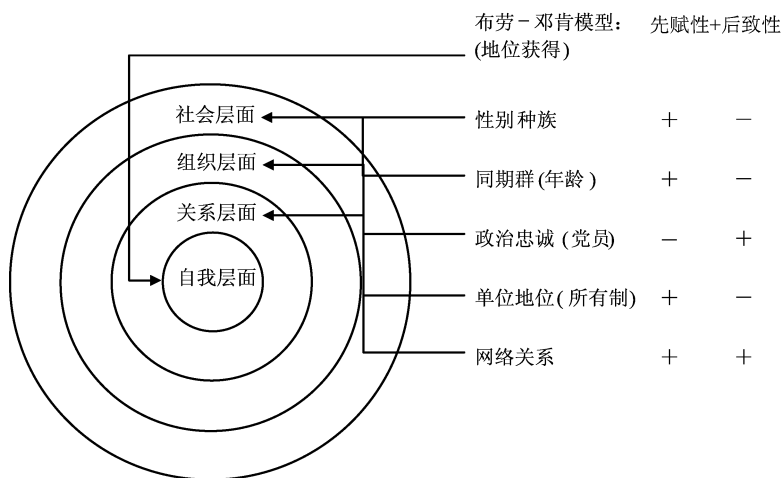 布劳-邓肯模型： 先赋性+后致性
(地位获得)
社会层面
性别种族 + −
组织层面
同期群(年龄) + −
关系层面
政治忠诚(党员) − +
自我层面
单位地位(所有制) + −
网络关系 + +